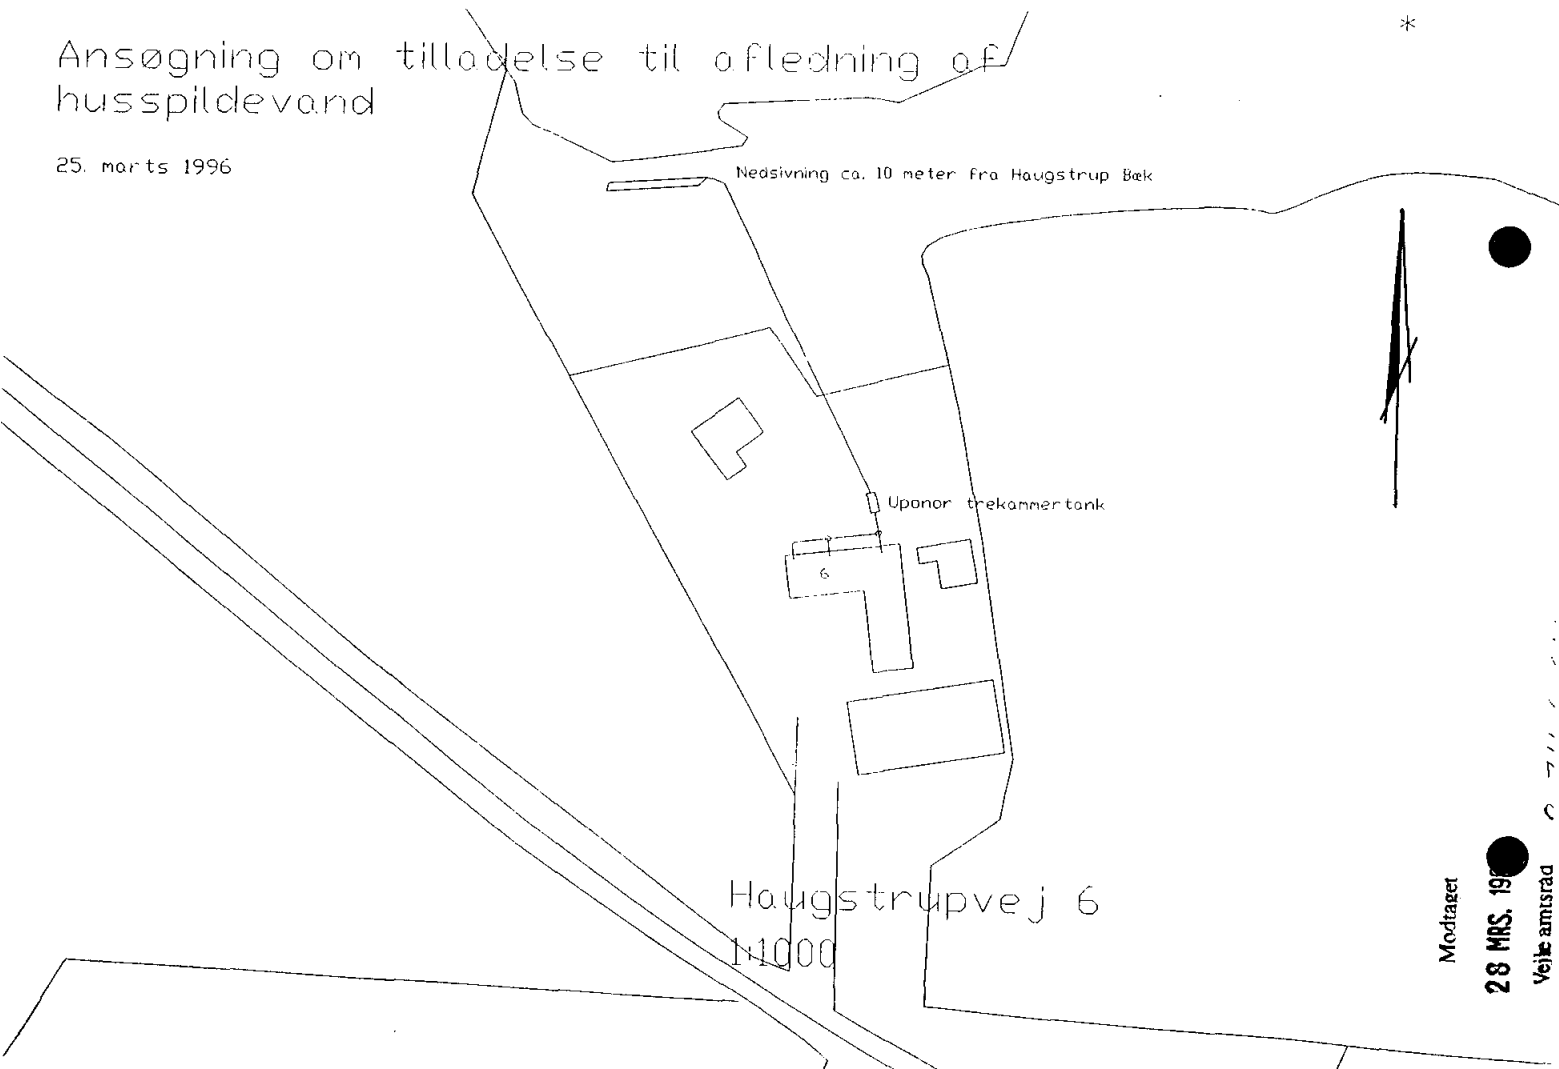 Ansøgning om tilladelse til afledning af
husspildevand
25. marts 1996
*
Nedsivning ca. 10 meter fra Haugstrup Bæk
Uponor trekammertank
6
Haugstrupvej 6
1:1000
Modtaget
28 MRS. 19
Vejle amtsråd